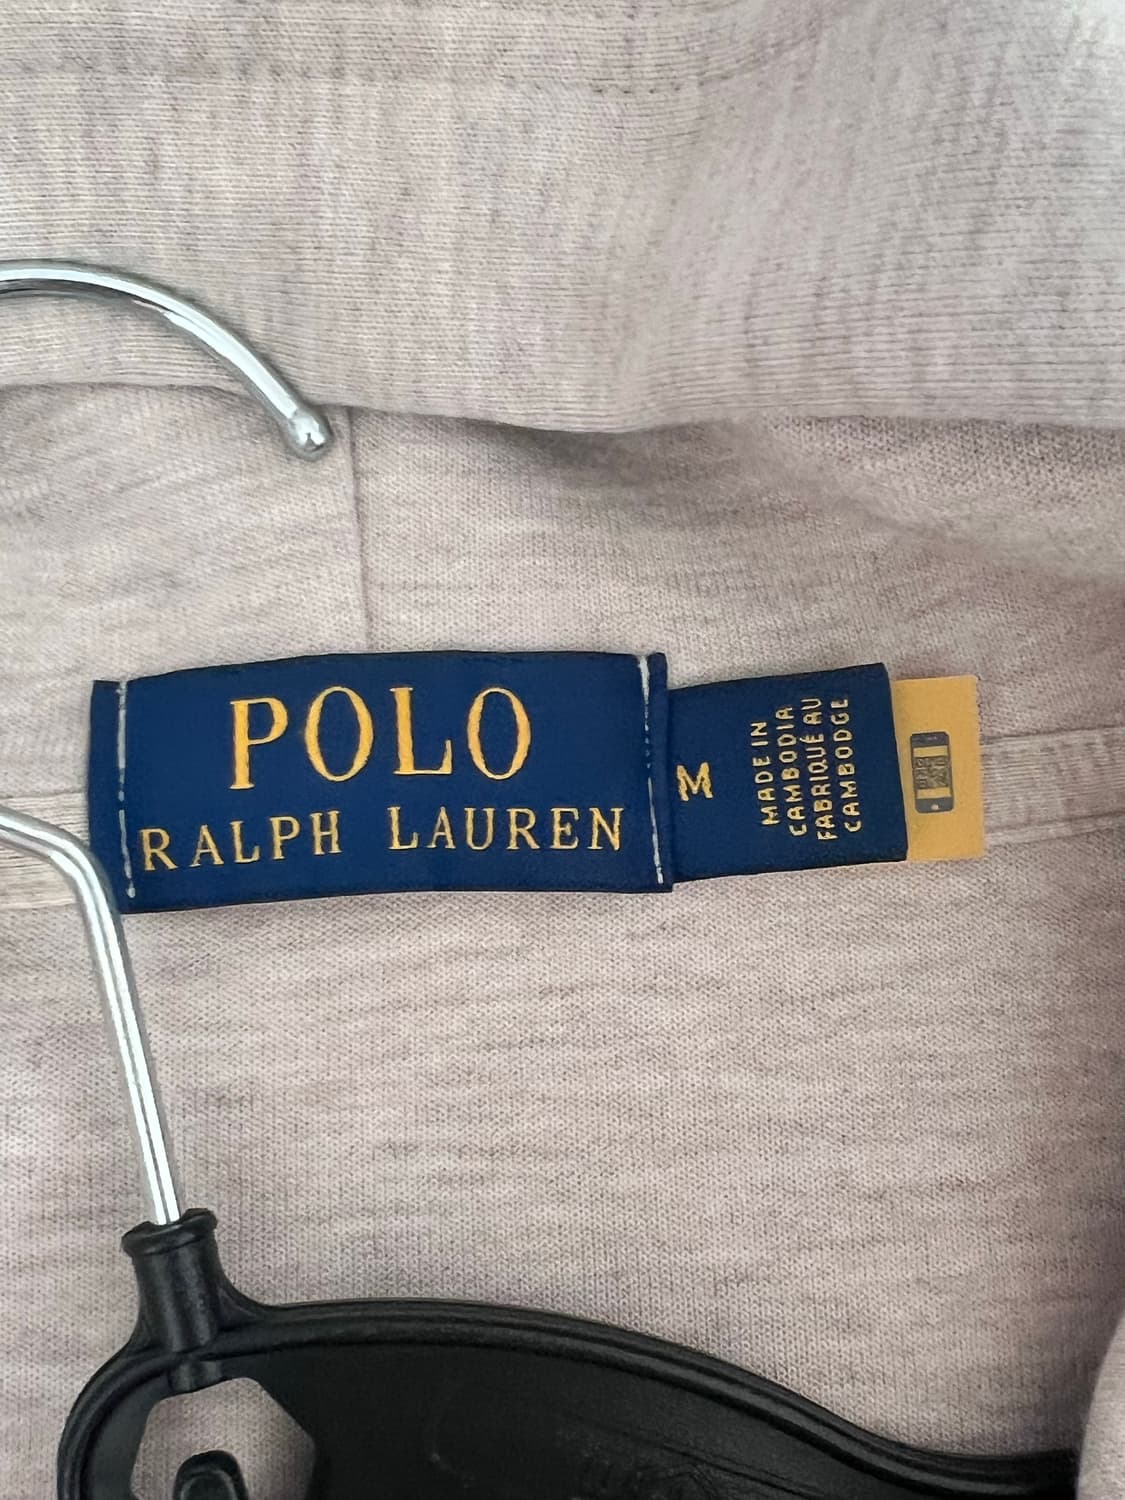 POLO
RALPH LAUREN
M
MADE IN
CAMBODIA
FABRIQUÉ AU
CAMBODGE